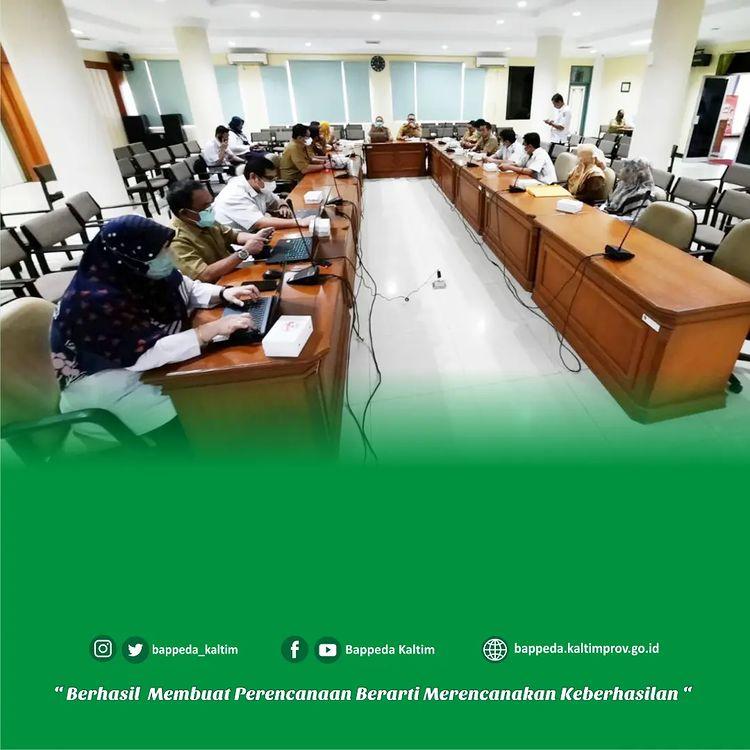 bappeda_kaltim
Bappeda Kaltim
bappeda.kaltimprov.go.id
“ Berhasil Membuat Perencanaan Berarti Merencanakan Keberhasilan “